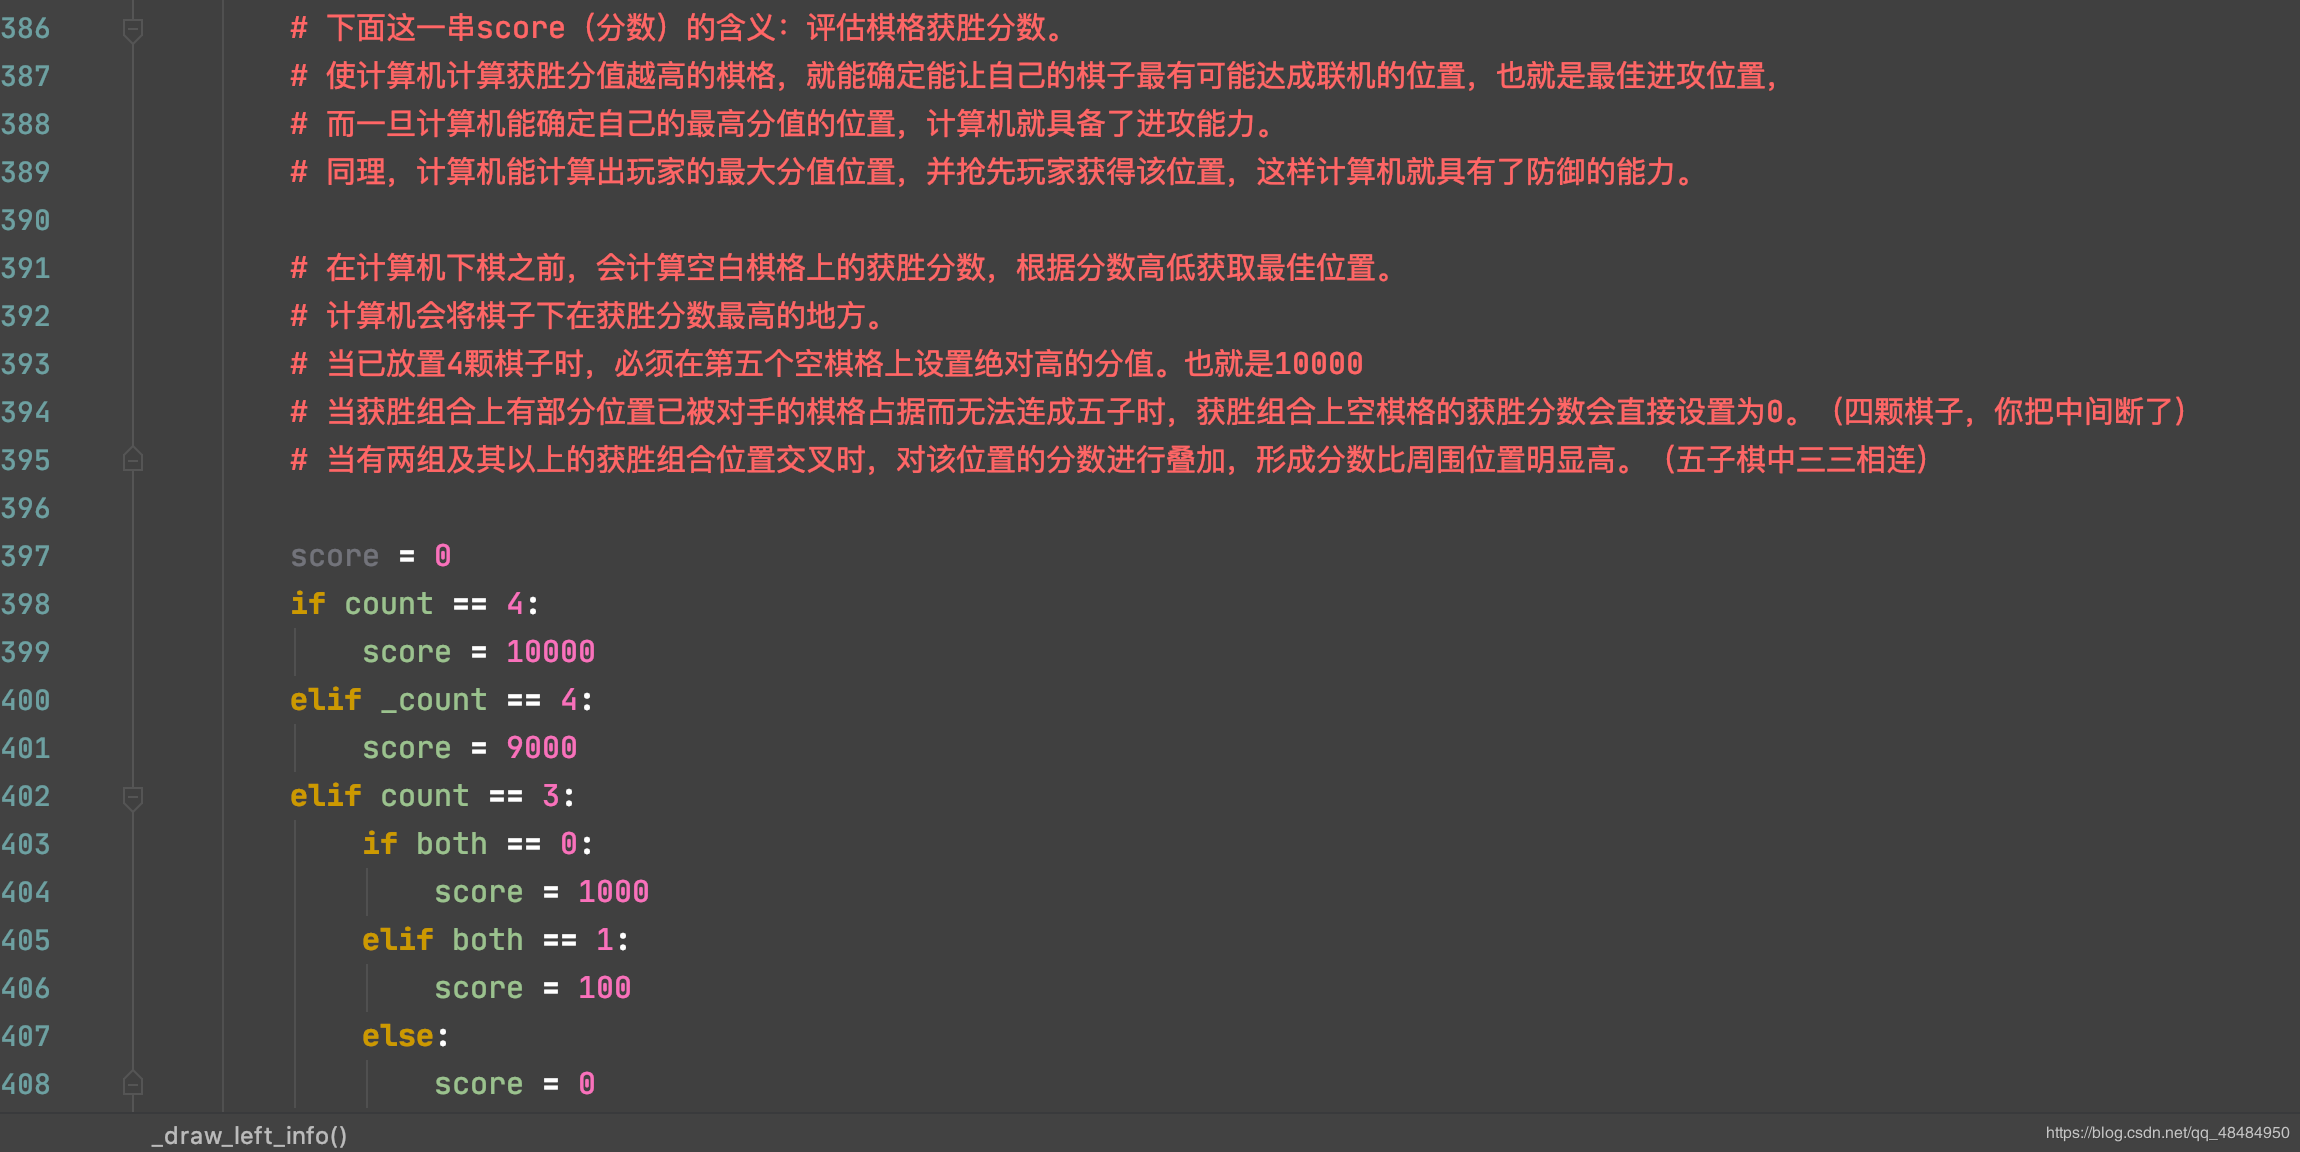 386 # 下面这一串score（分数）的含义：评估棋格获胜分数。
387 # 使计算机计算获胜分值越高的棋格，就能确定能让自己的棋子最有可能达成联机的位置，也就是最佳进攻位置，
388 # 而一旦计算机能确定自己的最高分值的位置，计算机就具备了进攻能力。
389 # 同理，计算机能计算出玩家的最大分值位置，并抢先玩家获得该位置，这样计算机就具有了防御的能力。
390
391 # 在计算机下棋之前，会计算空白棋格上的获胜分数，根据分数高低获取最佳位置。
392 # 计算机会将棋子下在获胜分数最高的地方。
393 # 当已放置4颗棋子时，必须在第五个空棋格上设置绝对高的分值。也就是10000
394 # 当获胜组合上有部分位置已被对手的棋格占据而无法连成五子时，获胜组合上空棋格的获胜分数会直接设置为0。（四颗棋子，你把中间断了）
395 # 当有两组及其以上的获胜组合位置交叉时，对该位置的分数进行叠加，形成分数比周围位置明显高。（五子棋中三三相连）
396
397 score = 0
398 if count == 4:
399 score = 10000
400 elif _count == 4:
401 score = 9000
402 elif count == 3:
403 if both == 0:
404 score = 1000
405 elif both == 1:
406 score = 100
407 else:
408 score = 0
_draw_left_info()
https://blog.csdn.net/qq_48484950